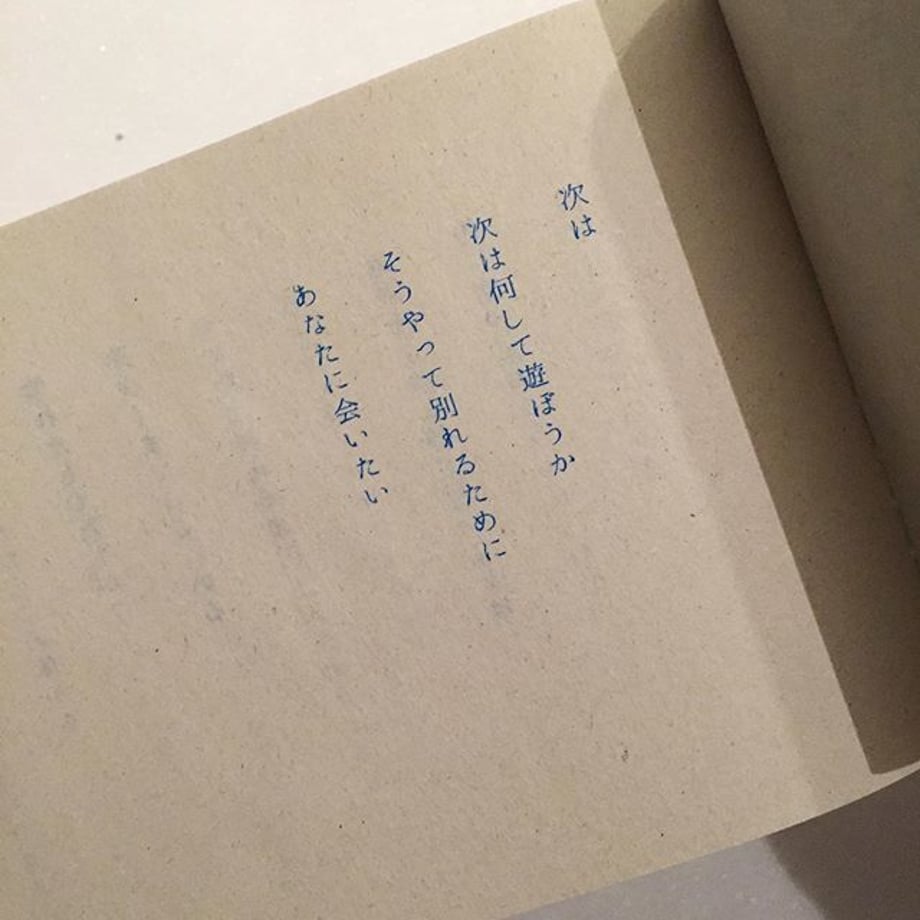 次は
次は何して遊ぼうか
そうやって別れるために
あなたに会いたい